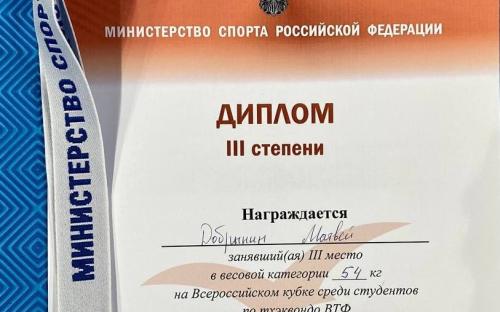 МИНИСТЕРСТВО СПОРТА РОССИЙСКОЙ ФЕДЕРАЦИИ
МИНИСТЕРСТВО СПОР
ДИПЛОМ
III СТЕПЕНИ
Награждается
Добрынин Матвей
занявший(ая) III место
в весовой категории 54 кг
на Всероссийском кубке среди студентов
по тхэквондо ВТФ